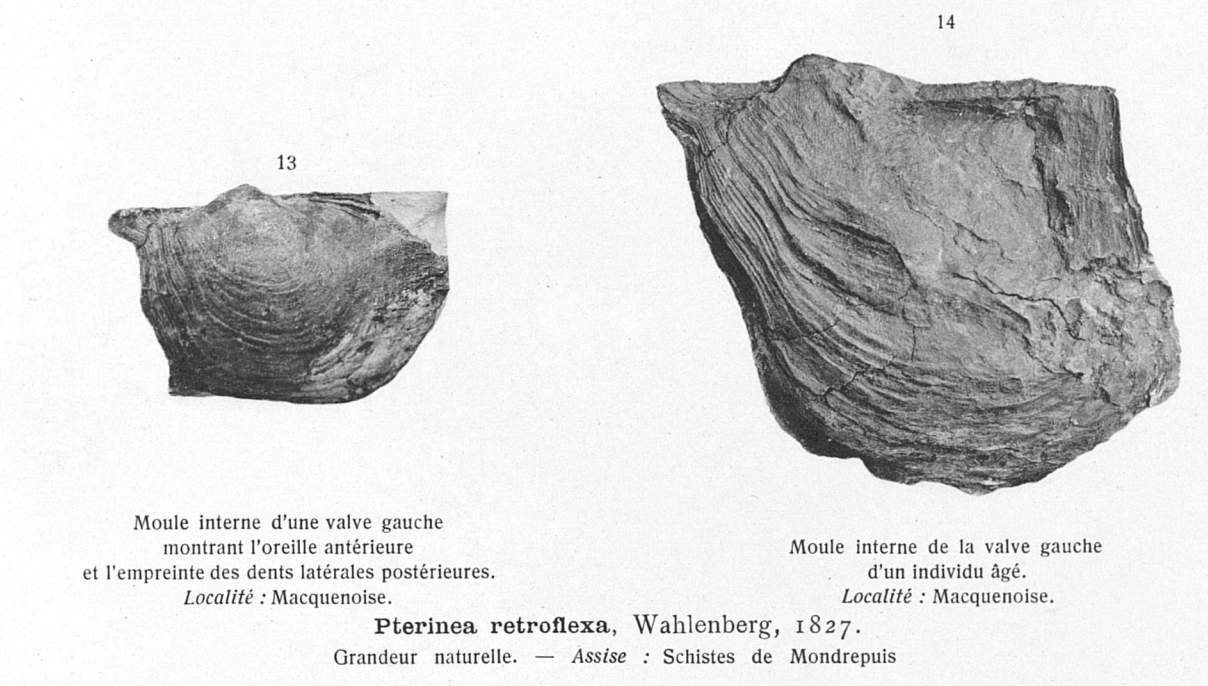 14
13
Moule interne d'une valve gauche
montrant l'oreille antérieure
et l'empreinte des dents latérales postérieures.
Localité : Macquenoise.
Moule interne de la valve gauche
d'un individu âgé.
Localité : Macquenoise.
Pterinea retroflexa, Wahlenberg, 1827.
Grandeur naturelle. — Assise : Schistes de Mondrepuis